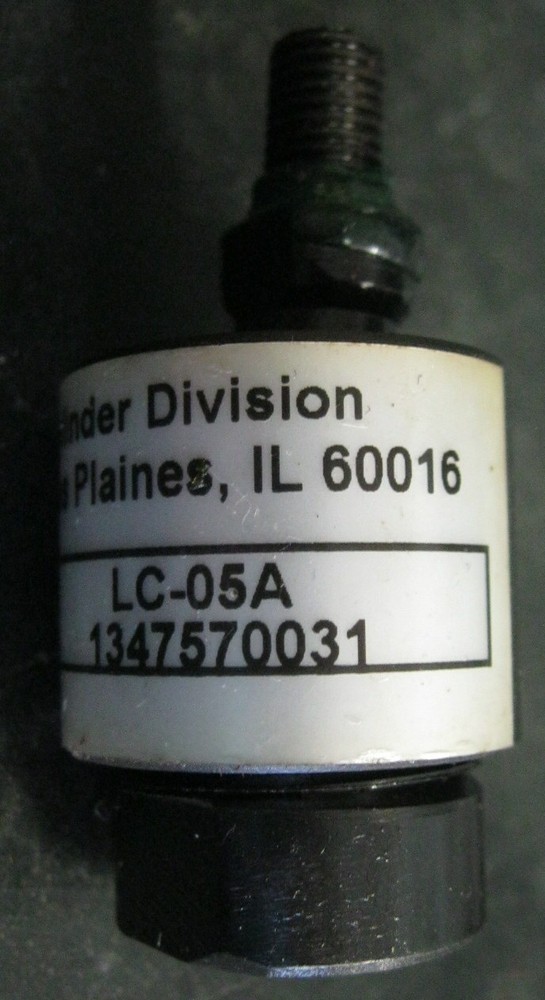 inder Division
Plaines, IL 60016
LC-05A
1347570031